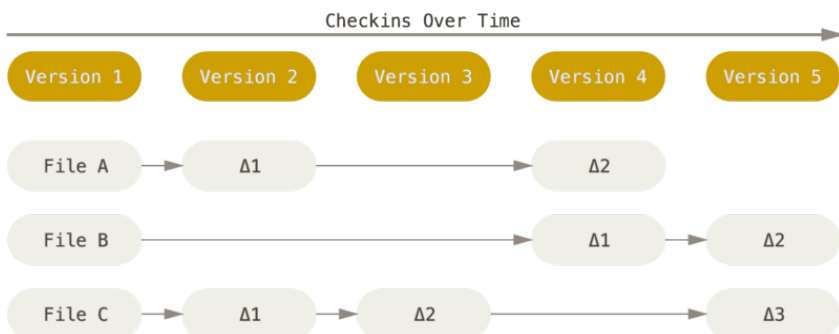 Checkins Over Time
Version 1 Version 2 Version 3 Version 4 Version 5
File A Δ1 Δ2
File B Δ1 Δ2
File C Δ1 Δ2 Δ3